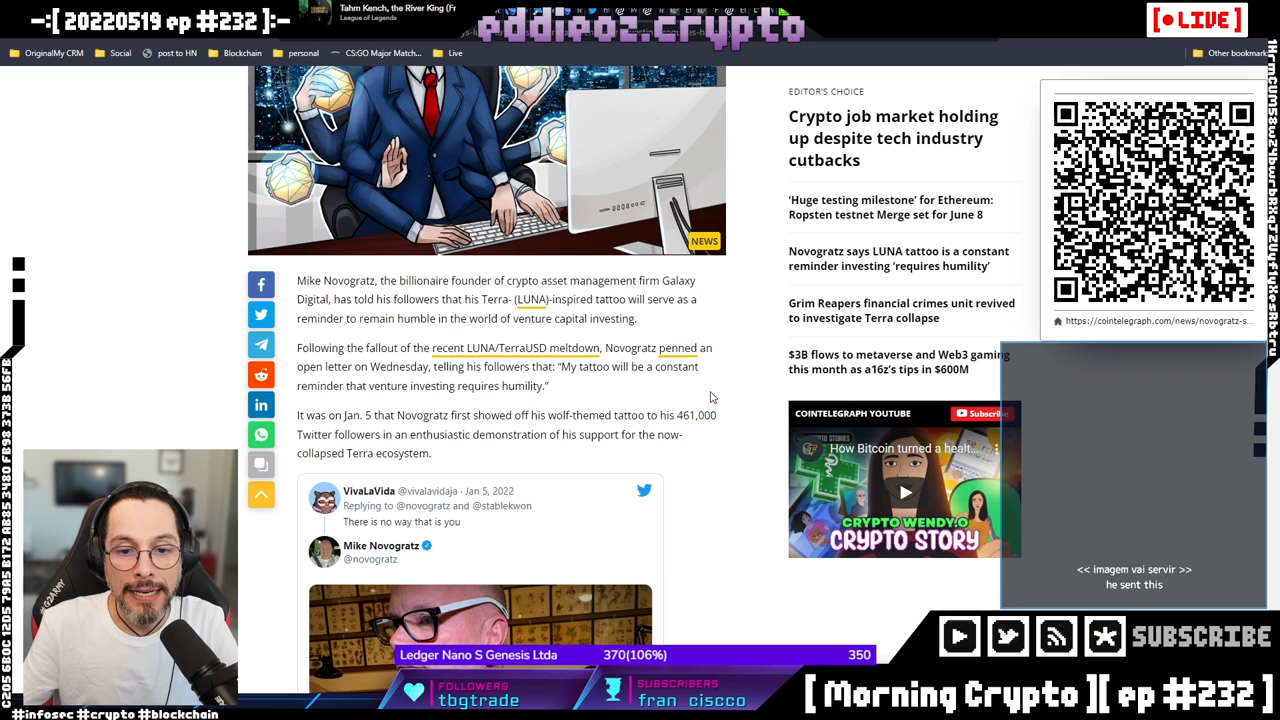 -:[ 20220519 ep #232 ]:-
Tahm Kench, the River King (Fr
League of Legends
eddieoz.crypto
[ ● LIVE ]
OriginalMy CRM
Social
post to HN
Blockchain
personal
CS:GO Major Match...
Live
Other bookmark
NEWS
Mike Novogratz, the billionaire founder of crypto asset management firm Galaxy
Digital, has told his followers that his Terra- (LUNA)-inspired tattoo will serve as a
reminder to remain humble in the world of venture capital investing.
Following the fallout of the recent LUNA/TerraUSD meltdown, Novogratz penned an
open letter on Wednesday, telling his followers that: “My tattoo will be a constant
reminder that venture investing requires humility.”
It was on Jan. 5 that Novogratz first showed off his wolf-themed tattoo to his 461,000
Twitter followers in an enthusiastic demonstration of his support for the now-
collapsed Terra ecosystem.
VivaLaVida @vivalavidaja · Jan 5, 2022
Replying to @novogratz and @stablekwon
There is no way that is you
Mike Novogratz
@novogratz
EDITOR'S CHOICE
Crypto job market holding
up despite tech industry
cutbacks
‘Huge testing milestone’ for Ethereum:
Ropsten testnet Merge set for June 8
Novogratz says LUNA tattoo is a constant
reminder investing ‘requires humility’
Grim Reapers financial crimes unit revived
to investigate Terra collapse
$3B flows to metaverse and Web3 gaming
this month as a16z's tips in $600M
COINTELEGRAPH YOUTUBE
Subscribe
How Bitcoin turned a healt...
CRYPTO WENDY.O
CRYPTO STORY
https://cointelegraph.com/news/novogratz-s...
<< imagem vai servir >>
he sent this
Ledger Nano S Genesis Ltda 370(106%) 350
FOLLOWERS
tbgtrade
SUBSCRIBERS
fran_ciscco
SUBSCRIBE
[ Morning Crypto ][ ep #232 ]
#infosec #crypto #blockchain